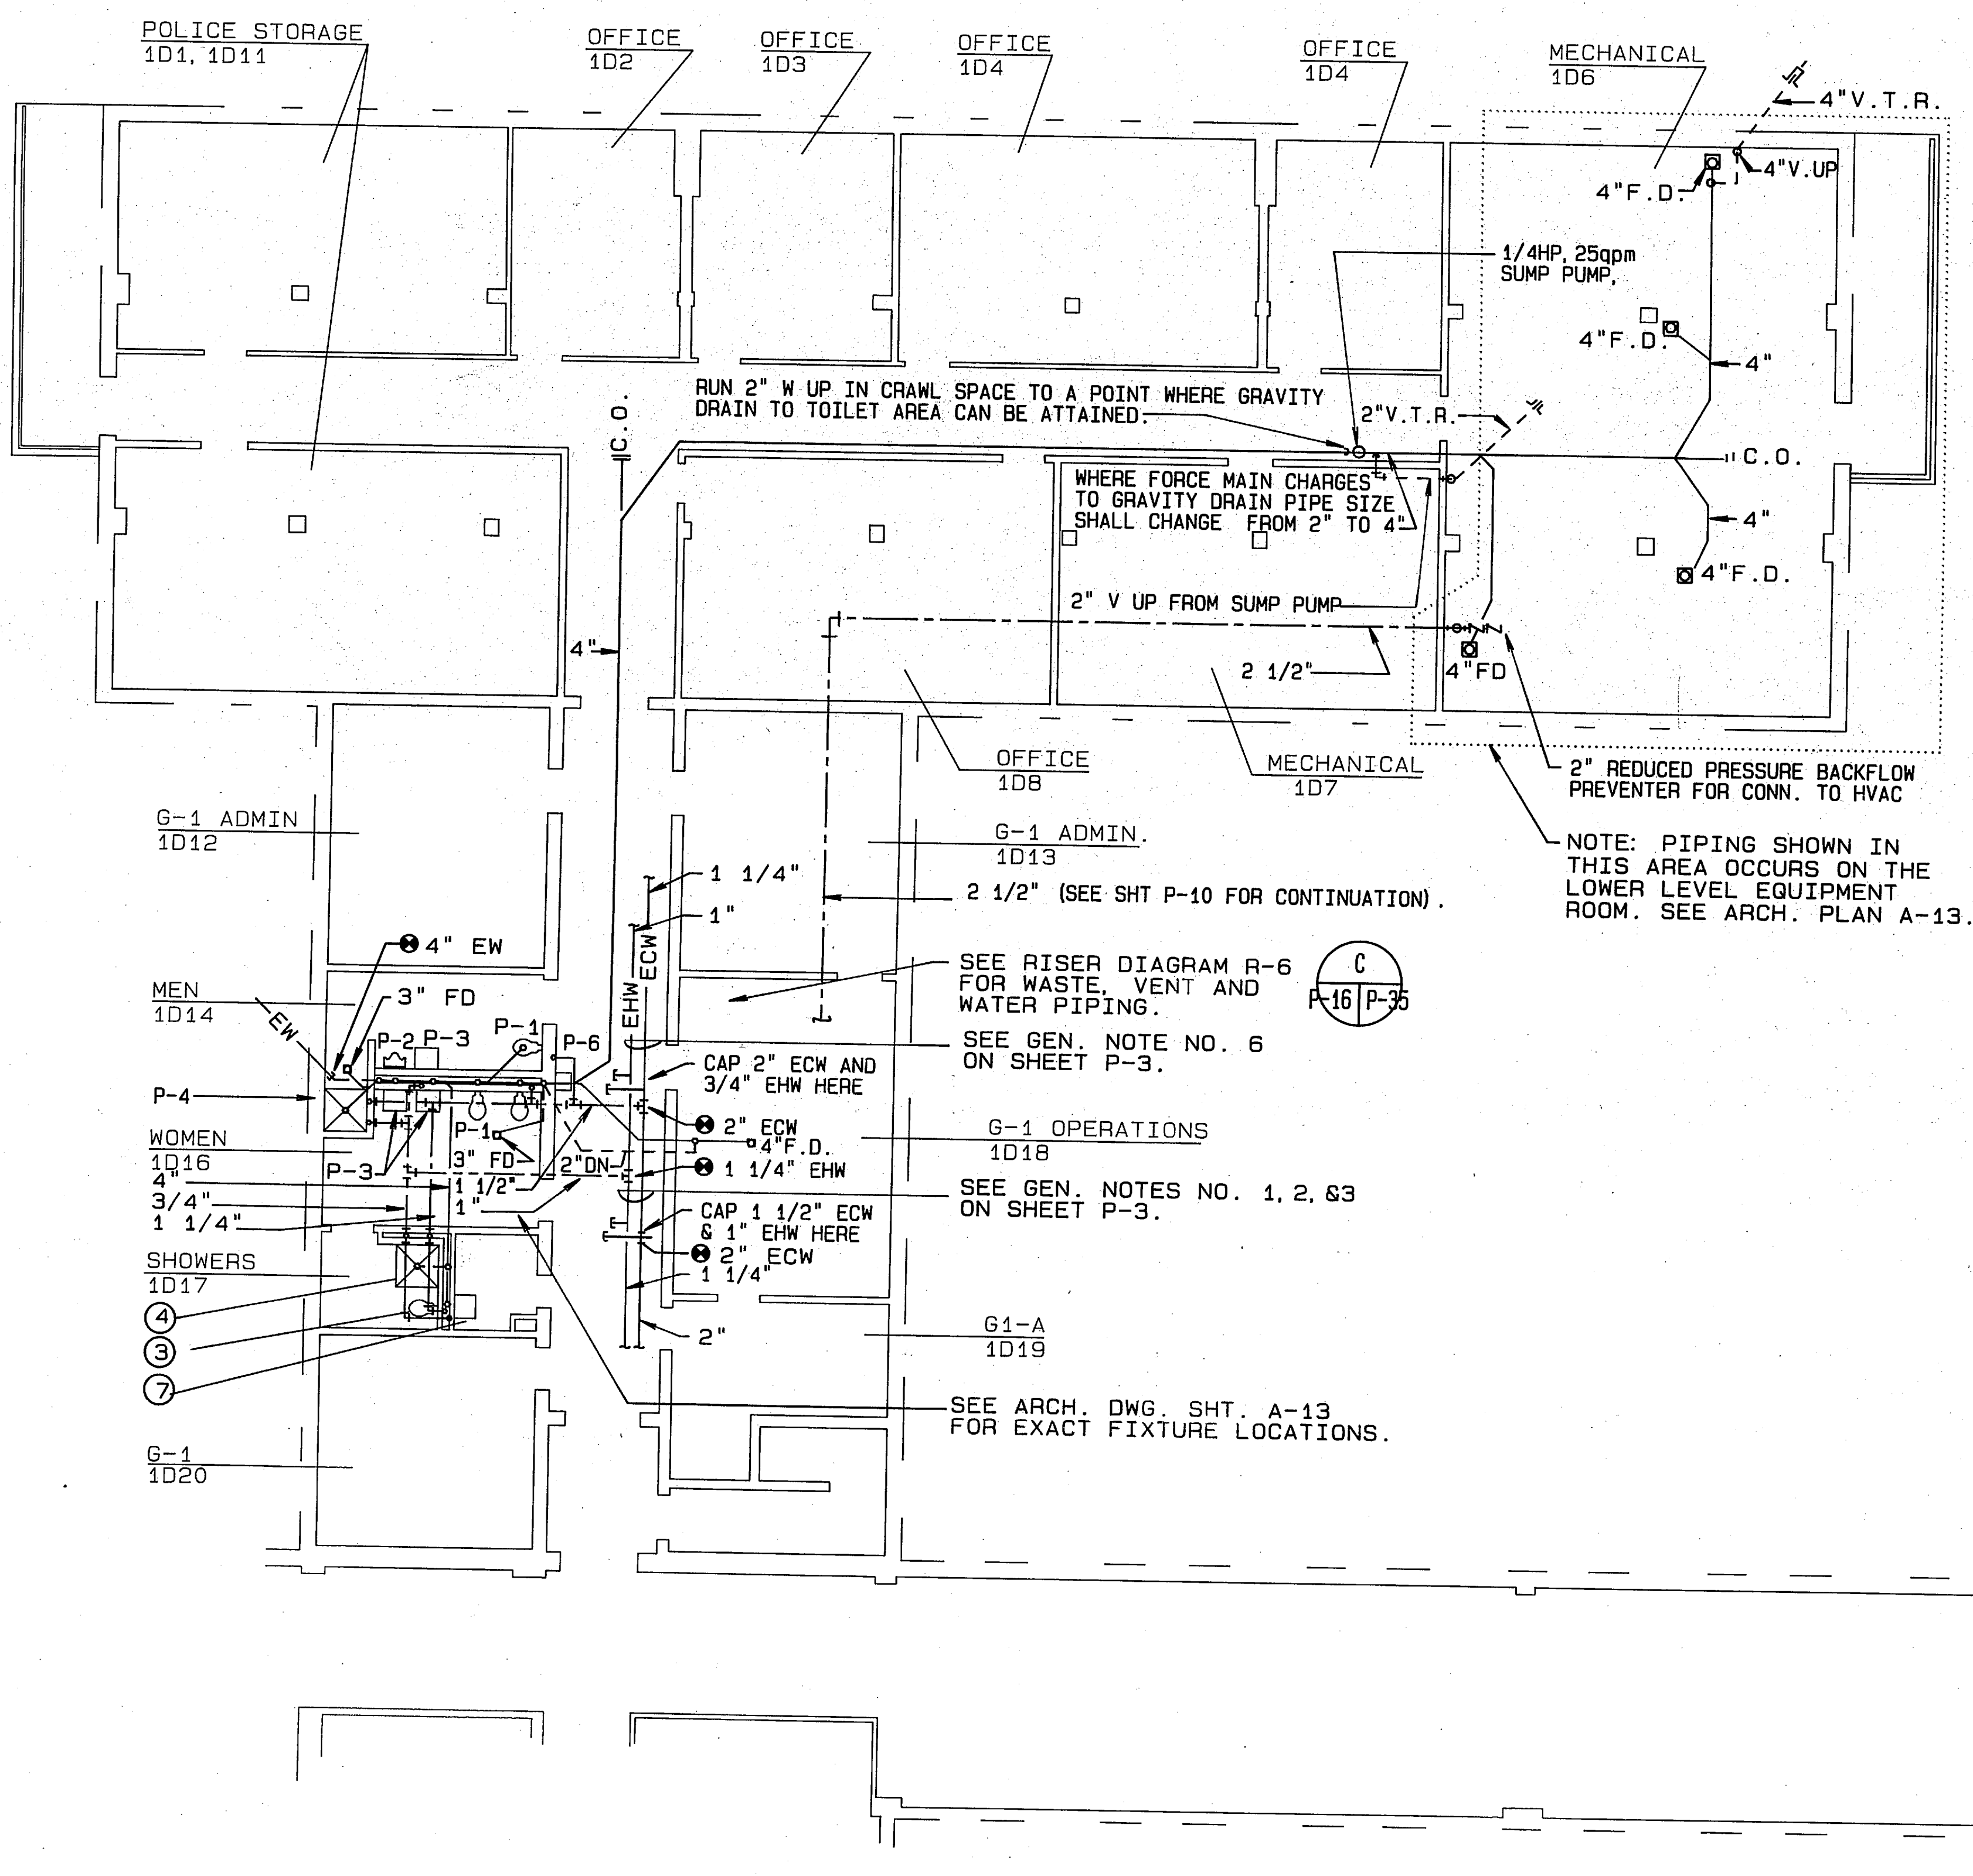 POLICE STORAGE
1D1, 1D11
OFFICE
1D2
OFFICE
1D3
OFFICE
1D4
OFFICE
1D4
MECHANICAL
1D6
4" V.T.R.
4" V.UP
4" F.D.
1/4HP, 25gpm
SUMP PUMP,
4" F.D.
4"
RUN 2" W UP IN CRAWL SPACE TO A POINT WHERE GRAVITY
DRAIN TO TOILET AREA CAN BE ATTAINED.
2" V.T.R.
C.O.
C.O.
WHERE FORCE MAIN CHARGES
TO GRAVITY DRAIN PIPE SIZE
SHALL CHANGE FROM 2" TO 4"
4"
4" F.D.
2" V UP FROM SUMP PUMP
4"
2 1/2"
4" FD
OFFICE
1D8
MECHANICAL
1D7
2" REDUCED PRESSURE BACKFLOW
PREVENTER FOR CONN. TO HVAC
G-1 ADMIN
1D12
G-1 ADMIN.
1D13
NOTE: PIPING SHOWN IN
THIS AREA OCCURS ON THE
LOWER LEVEL EQUIPMENT
ROOM. SEE ARCH. PLAN A-13.
1 1/4"
2 1/2" (SEE SHT P-10 FOR CONTINUATION).
1"
ECW
EHW
4" EW
SEE RISER DIAGRAM R-6
FOR WASTE, VENT AND
WATER PIPING.
C
P-16 P-35
MEN
1D14
3" FD
EW
P-2
P-3
P-1
P-6
SEE GEN. NOTE NO. 6
ON SHEET P-3.
CAP 2" ECW AND
3/4" EHW HERE
P-4
WOMEN
1D16
P-1
2" ECW
4" F.D.
G-1 OPERATIONS
1D18
P-3
3" FD
2" DN
1 1/4" EHW
4"
3/4"
1 1/4"
1 1/2"
1"
SEE GEN. NOTES NO. 1, 2, &3
ON SHEET P-3.
CAP 1 1/2" ECW
& 1" EHW HERE
2" ECW
1 1/4"
SHOWERS
1D17
4
3
7
2"
G1-A
1D19
SEE ARCH. DWG. SHT. A-13
FOR EXACT FIXTURE LOCATIONS.
G-1
1D20